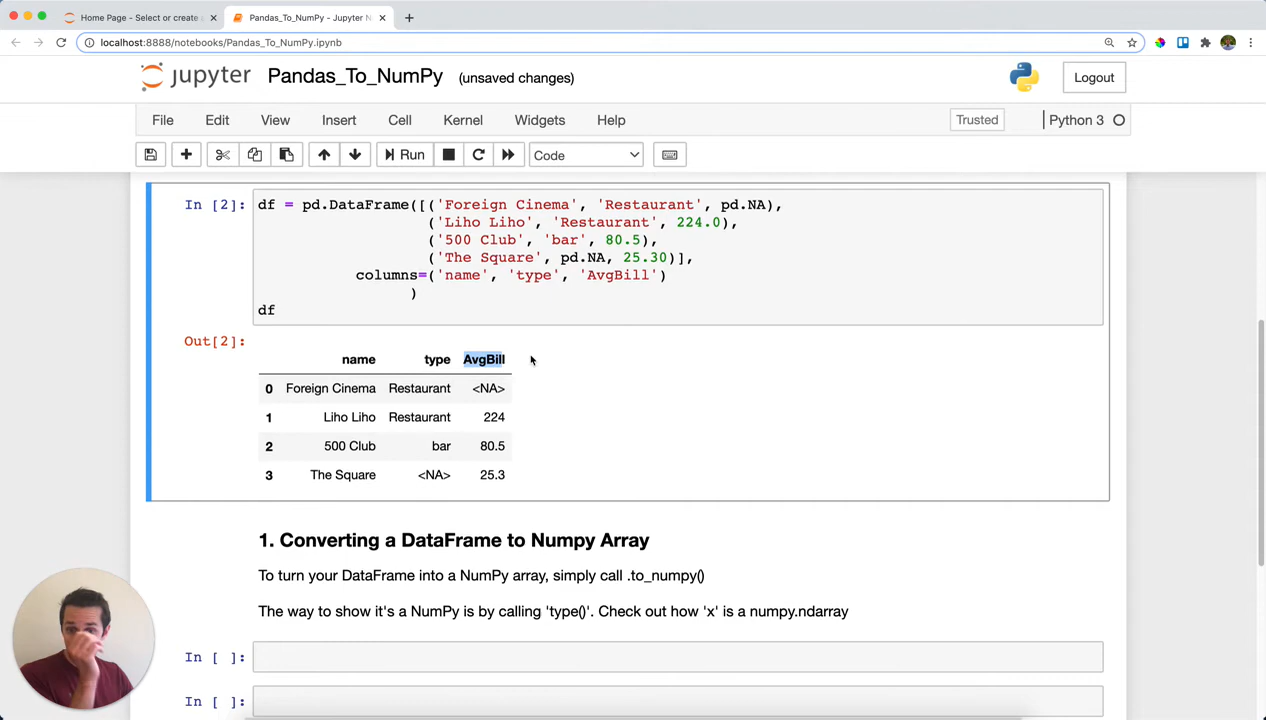 Home Page - Select or create
Pandas_To_NumPy - Jupyter N
localhost:8888/notebooks/Pandas_To_NumPy.ipynb
jupyter Pandas_To_NumPy (unsaved changes) Logout
File Edit View Insert Cell Kernel Widgets Help Trusted Python 3
Run Code
In [2]: df = pd.DataFrame([('Foreign Cinema', 'Restaurant', pd.NA),
('Liho Liho', 'Restaurant', 224.0),
('500 Club', 'bar', 80.5),
('The Square', pd.NA, 25.30)],
columns=('name', 'type', 'AvgBill')
)
df
Out[2]:
name type AvgBill
0 Foreign Cinema Restaurant <NA>
1 Liho Liho Restaurant 224
2 500 Club bar 80.5
3 The Square <NA> 25.3
1. Converting a DataFrame to Numpy Array
To turn your DataFrame into a NumPy array, simply call .to_numpy()
The way to show it's a NumPy is by calling 'type()'. Check out how 'x' is a numpy.ndarray
In [ ]:
In [ ]: